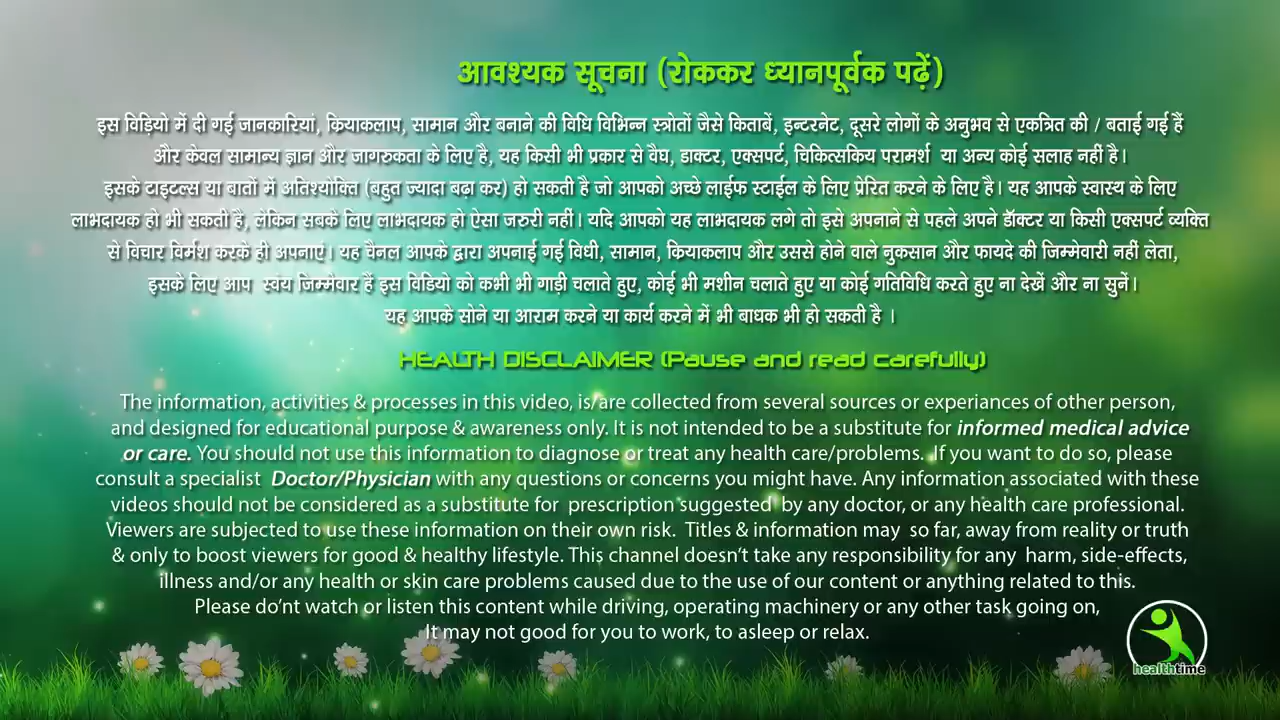 आवश्यक सूचना (रोककर ध्यानपूर्वक पढ़ें)
इस विड़ियो में दी गई जानकारियां, क्रियाकलाप, सामान और बनाने की विधि विभिन्न स्त्रोतों जैसे किताबें, इन्टरनेट, दूसरे लोगों के अनुभव से एकत्रित की / बताई गई हैं
और केवल सामान्य ज्ञान और जागरुकता के लिए है, यह किसी भी प्रकार से वैघ, डाक्टर, एक्सपर्ट, चिकित्सकिय परामर्श या अन्य कोई सलाह नहीं है।
इसके टाइटल्स या बातों में अतिश्योक्ति (बहुत ज्यादा बढ़ा कर) हो सकती है जो आपको अच्छे लाईफ स्टाईल के लिए प्रेरित करने के लिए है। यह आपके स्वास्थ के लिए
लाभदायक हो भी सकती है, लेकिन सबके लिए लाभदायक हो ऐसा जरुरी नहीं। यदि आपको यह लाभदायक लगे तो इसे अपनाने से पहले अपने डॉक्टर या किसी एक्सपर्ट व्यक्ति
से विचार विर्मश करके ही अपनाएं। यह चैनल आपके द्वारा अपनाई गई विधी, सामान, क्रियाकलाप और उससे होने वाले नुकसान और फायदे की जिम्मेवारी नहीं लेता,
इसके लिए आप स्वंय जिम्मेवार हैं इस विडियो को कभी भी गाड़ी चलाते हुए, कोई भी मशीन चलाते हुए या कोई गतिविधि करते हुए ना देखें और ना सुनें।
यह आपके सोने या आराम करने या कार्य करने में भी बाधक भी हो सकती है ।
HEALTH DISCLAIMER (Pause and read carefully)
The information, activities & processes in this video, is/are collected from several sources or experiances of other person,
and designed for educational purpose & awareness only. It is not intended to be a substitute for informed medical advice
or care. You should not use this information to diagnose or treat any health care/problems. If you want to do so, please
consult a specialist Doctor/Physician with any questions or concerns you might have. Any information associated with these
videos should not be considered as a substitute for prescription suggested by any doctor, or any health care professional.
Viewers are subjected to use these information on their own risk. Titles & information may so far, away from reality or truth
& only to boost viewers for good & healthy lifestyle. This channel doesn't take any responsibility for any harm, side-effects,
illness and/or any health or skin care problems caused due to the use of our content or anything related to this.
Please do'nt watch or listen this content while driving, operating machinery or any other task going on,
It may not good for you to work, to asleep or relax.
healthtime